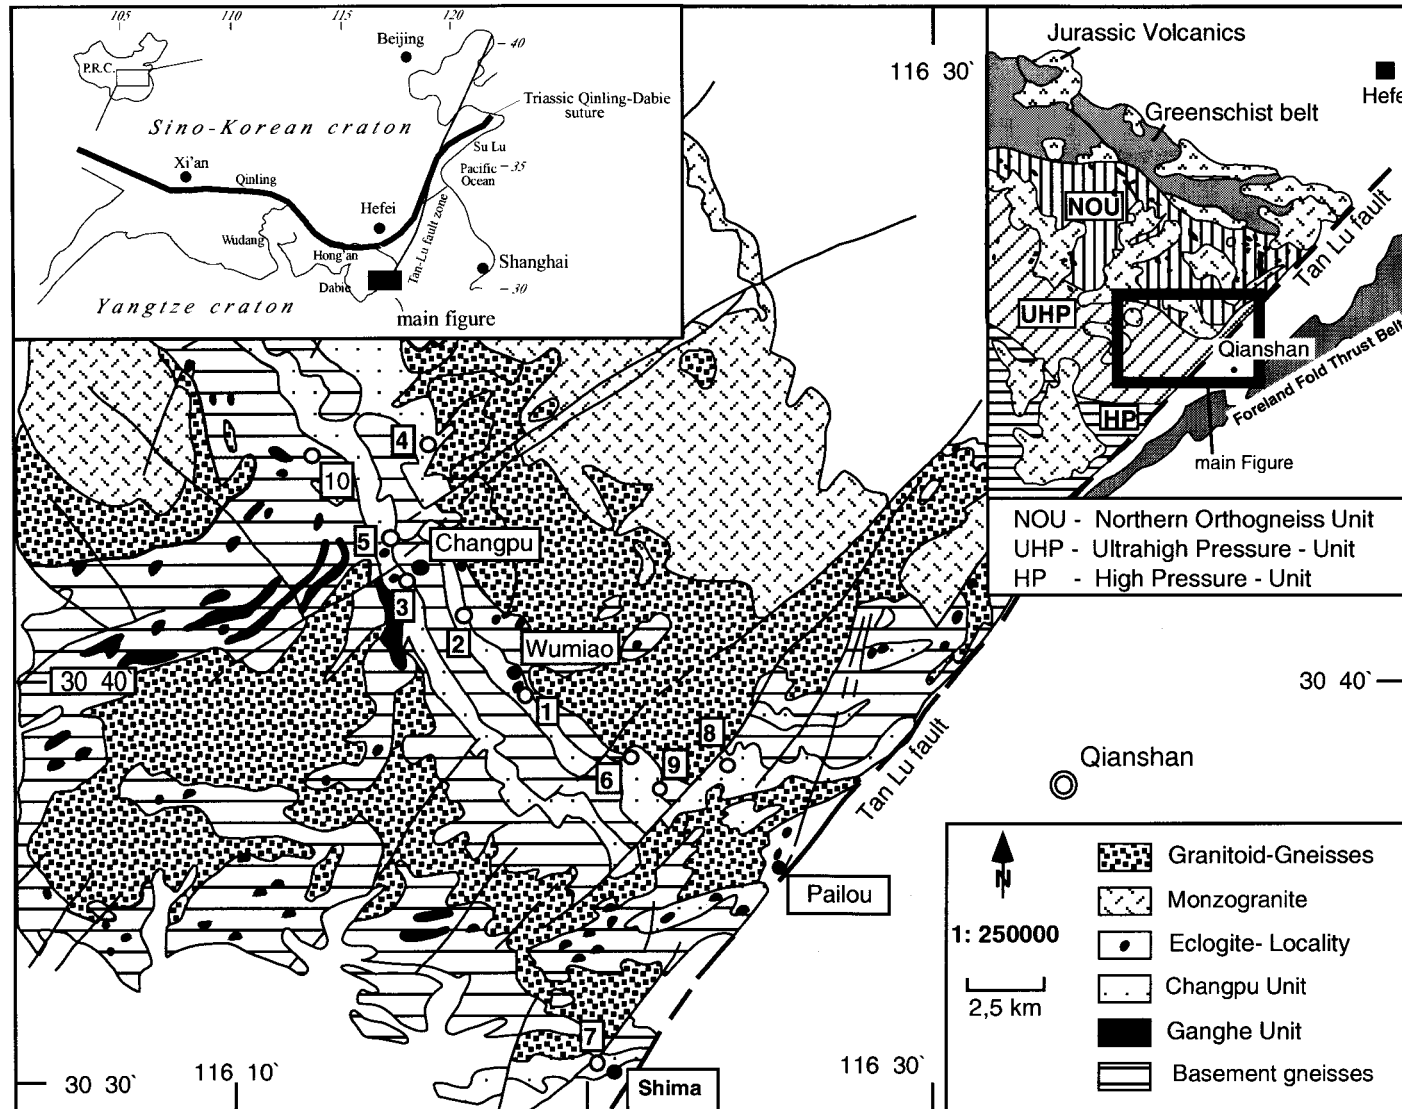 105
110
115
120
Beijing
40
P.R.C.
Triassic Qinling-Dabie
suture
Sino-Korean craton
Su Lu
Xi'an
Pacific
Ocean
35
Qinling
Hefei
Tan-Lu fault zone
Wudang
Hong'an
Shanghai
Dabie
30
Yangtze craton
main figure
116 30`
Jurassic Volcanics
Hefe
Greenschist belt
NOU
Tan Lu fault
UHP
Qianshan
Foreland Fold Thrust Belt
HP
main Figure
NOU - Northern Orthogneiss Unit
UHP - Ultrahigh Pressure - Unit
HP - High Pressure - Unit
4
10
5
Changpu
3
2
Wumiao
30 40`
30 40`
1
8
Tan Lu fault
Qianshan
6
9
Pailou
7
Shima
30 30`
116 10`
116 30`
N
1: 250000
2,5 km
Granitoid-Gneisses
Monzogranite
Eclogite- Locality
Changpu Unit
Ganghe Unit
Basement gneisses